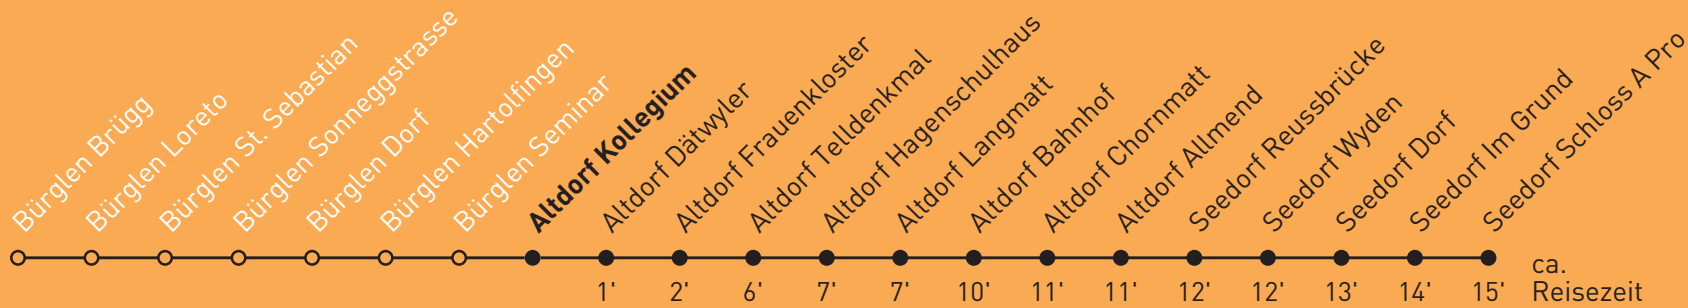 Bürglen Brügg
Bürglen Loreto
Bürglen St. Sebastian
Bürglen Sonneggstrasse
Bürglen Dorf
Bürglen Hartolfingen
Bürglen Seminar
Altdorf Kollegium
Altdorf Dätwyler
Altdorf Frauenkloster
Altdorf Telldenkmal
Altdorf Hagenschulhaus
Altdorf Langmatt
Altdorf Bahnhof
Altdorf Chornmatt
Altdorf Allmend
Seedorf Reussbrücke
Seedorf Wyden
Seedorf Dorf
Seedorf Im Grund
Seedorf Schloss A Pro
1' 2' 6' 7' 7' 10' 11' 11' 12' 12' 13' 14' 15'
ca.
Reisezeit